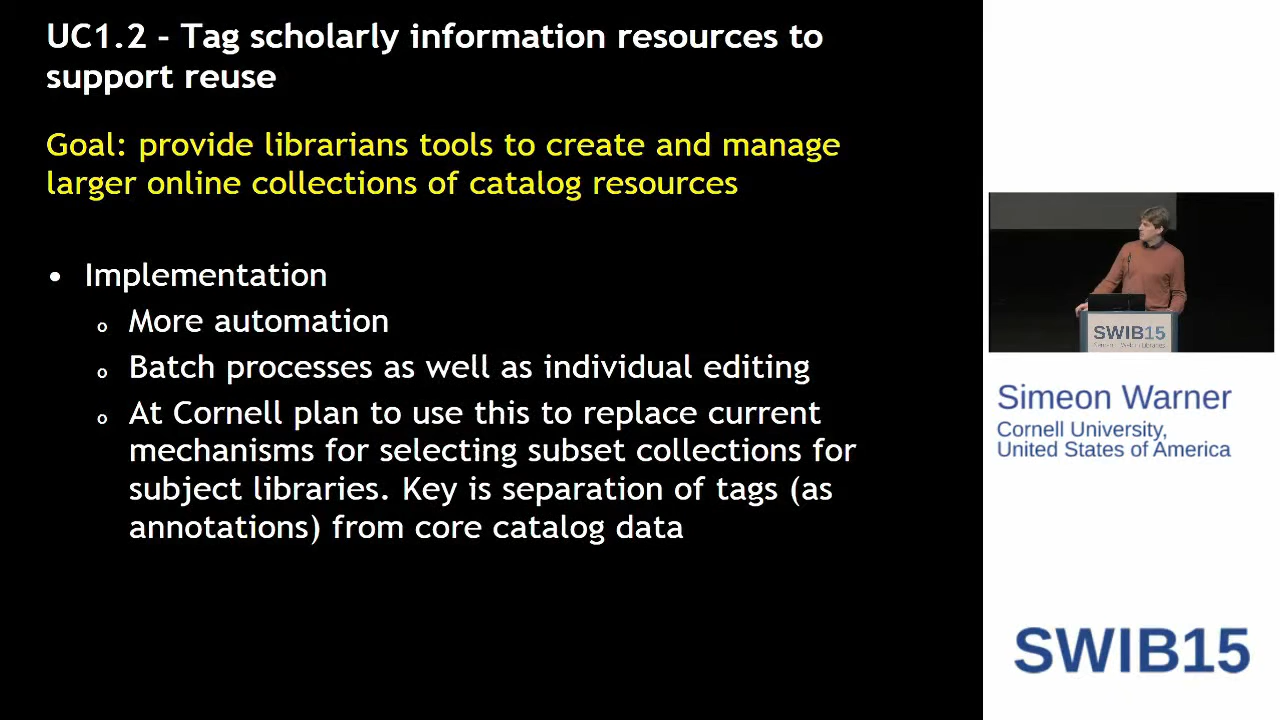 UC1.2 - Tag scholarly information resources to
support reuse
Goal: provide librarians tools to create and manage
larger online collections of catalog resources
• Implementation
o More automation
o Batch processes as well as individual editing
o At Cornell plan to use this to replace current
mechanisms for selecting subset collections for
subject libraries. Key is separation of tags (as
annotations) from core catalog data
SWIB15
Simeon Warner
Cornell University,
United States of America
SWIB15